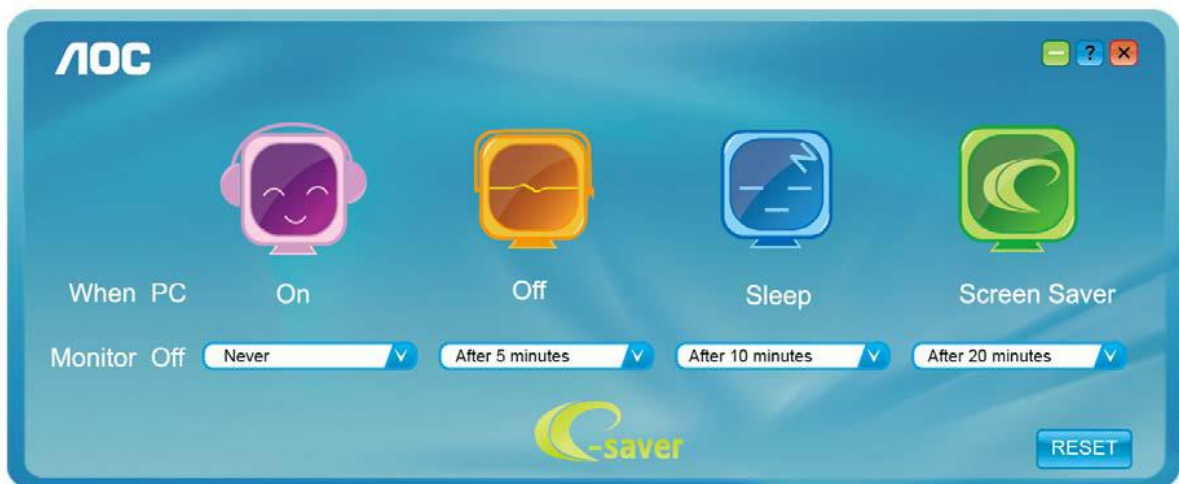 AOC
?
When PC On Off Sleep Screen Saver
Monitor Off Never After 5 minutes After 10 minutes After 20 minutes
e-saver
RESET